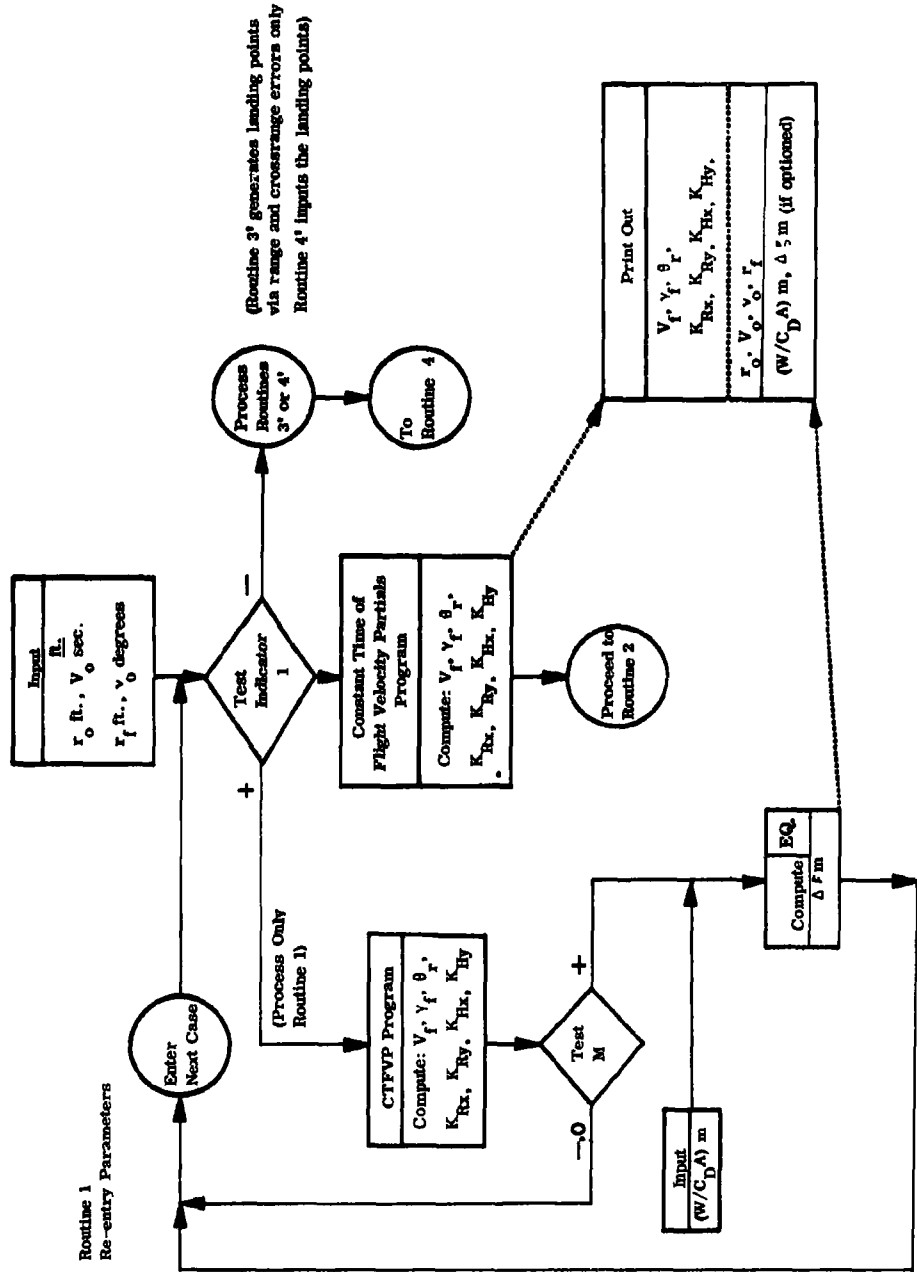 Routine 1
Re-entry Parameters
Enter
Next Case
Input
ft.
r_o ft., V_o sec.
r_f ft., ν_o degrees
Test
Indicator
1
+
—
(Process Only
Routine 1)
Process
Routines
3' or 4'
(Routine 3' generates landing points
via range and crossrange errors only
Routine 4' inputs the landing points)
To
Routine 4
CTFVP Program
Compute: V_f, γ_f, θ_r,
K_Rx, K_Ry, K_Hx, K_Hy
Constant Time of
Flight Velocity Partials
Program
Compute: V_f, γ_f, θ_r,
K_Rx, K_Ry, K_Hx, K_Hy
Test
M
—,0
+
Proceed to
Routine 2
Input
(W/C_D A) m
Compute
EQ.
Print Out
V_f, γ_f, θ_r,
K_Rx, K_Ry, K_Hx, K_Hy,
r_o, V_o, ν_o, r_f
(W/C_D A) m, Δ ζ m (if optioned)